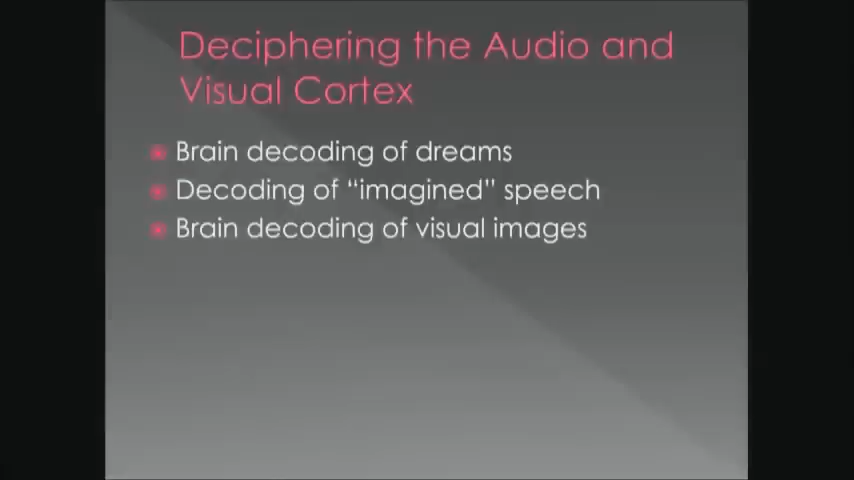 Deciphering the Audio and
Visual Cortex
Brain decoding of dreams
Decoding of “imagined” speech
Brain decoding of visual images